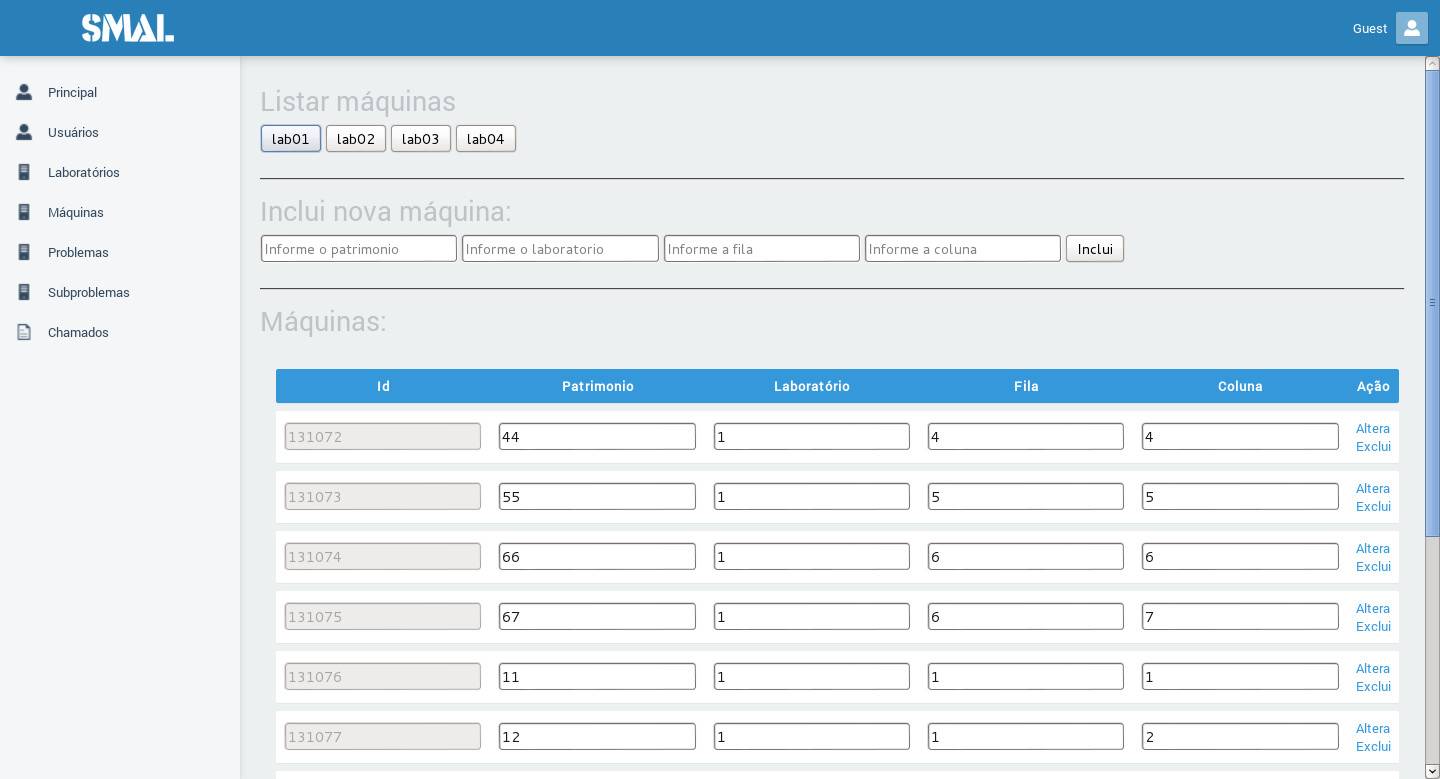 SMAL
Guest
Principal
Usuários
Laboratórios
Máquinas
Problemas
Subproblemas
Chamados
Listar máquinas
lab01 lab02 lab03 lab04
Inclui nova máquina:
Informe o patrimonio Informe o laboratorio Informe a fila Informe a coluna Inclui
Máquinas:
Id Patrimonio Laboratório Fila Coluna Ação
131072 44 1 4 4 Altera
Exclui
131073 55 1 5 5 Altera
Exclui
131074 66 1 6 6 Altera
Exclui
131075 67 1 6 7 Altera
Exclui
131076 11 1 1 1 Altera
Exclui
131077 12 1 1 2 Altera
Exclui